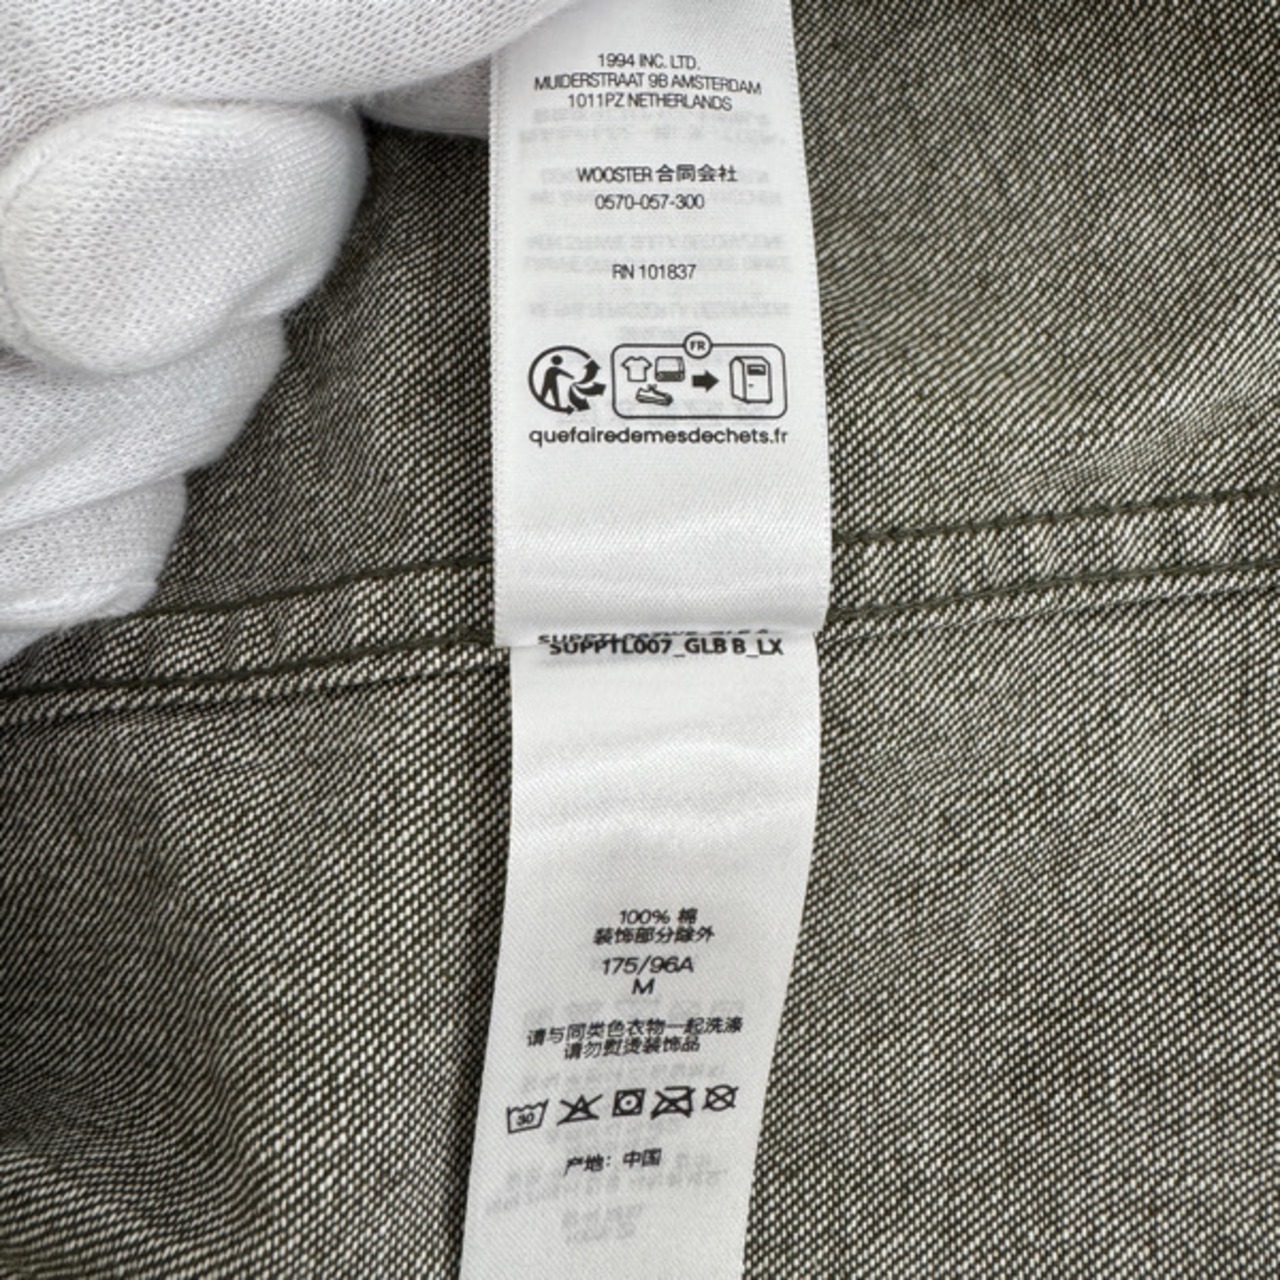 1994 INC. LTD.
MUIDERSTRAAT 9B AMSTERDAM
1011PZ NETHERLANDS
WOOSTER 合同会社
0570-057-300
RN 101837
FR
quefairedemesdechets.fr
SUPPTL007_GLB B_LX
100% 棉
装饰部分除外
175/96A
M
请与同类色衣物一起洗涤
请勿熨烫装饰品
30
产地：中国